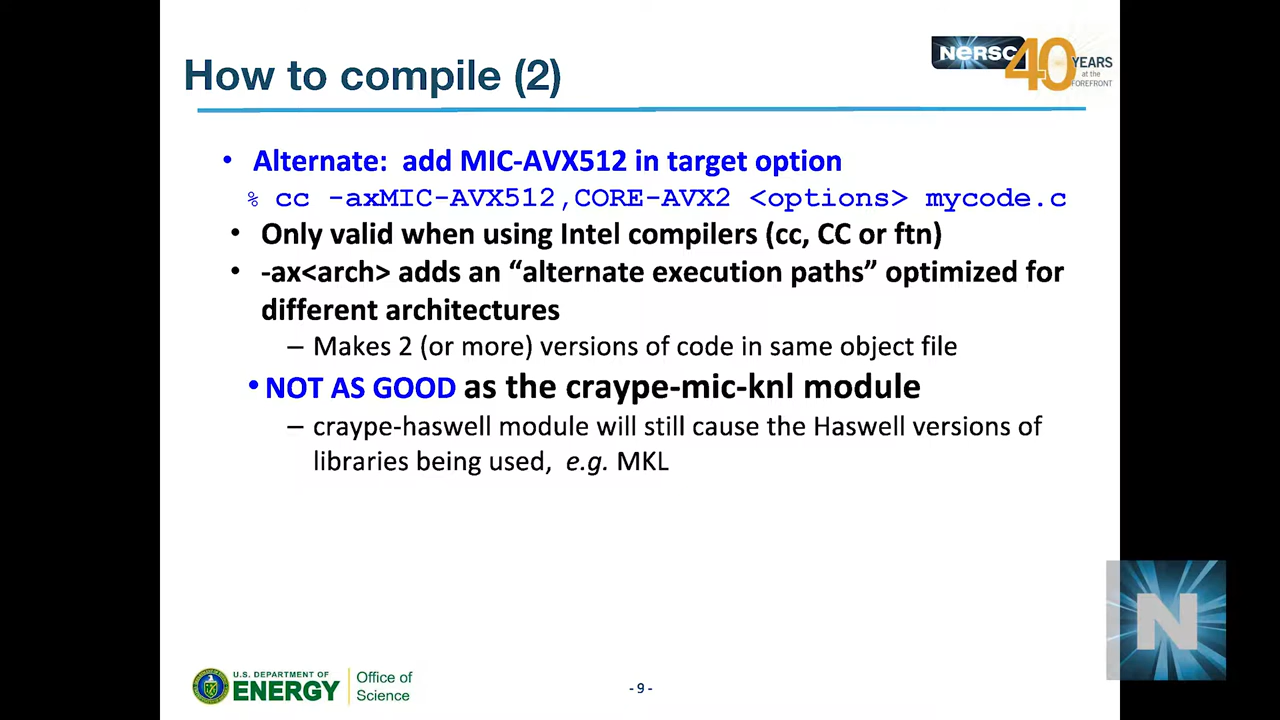 How to compile (2)
NERSC 40 YEARS
at the
FOREFRONT
• Alternate: add MIC-AVX512 in target option
% cc -axMIC-AVX512,CORE-AVX2 <options> mycode.c
• Only valid when using Intel compilers (cc, CC or ftn)
• -ax<arch> adds an “alternate execution paths” optimized for
different architectures
– Makes 2 (or more) versions of code in same object file
• NOT AS GOOD as the craype-mic-knl module
– craype-haswell module will still cause the Haswell versions of
libraries being used, e.g. MKL
N
U.S. DEPARTMENT OF
ENERGY
Office of
Science
- 9 -